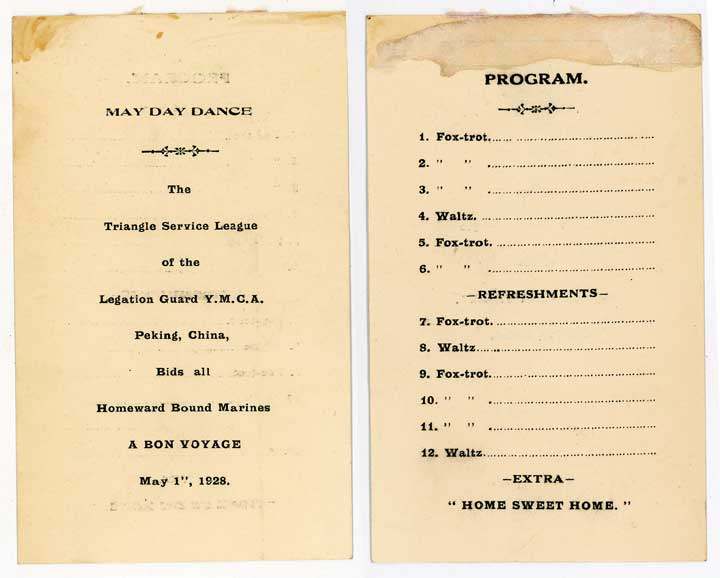 MAY DAY DANCE
The
Triangle Service League
of the
Legation Guard Y.M.C.A.
Peking, China,
Bids all
Homeward Bound Marines
A BON VOYAGE
May 1", 1928.
PROGRAM.
1. Fox-trot.....................................................
2. " " .....................................................
3. " " .....................................................
4. Waltz. .....................................................
5. Fox-trot. .....................................................
6. " " .....................................................
—REFRESHMENTS—
7. Fox-trot.....................................................
8. Waltz.....................................................
9. Fox-trot.....................................................
10. " " .....................................................
11. " " .....................................................
12. Waltz.....................................................
—EXTRA—
" HOME SWEET HOME. "